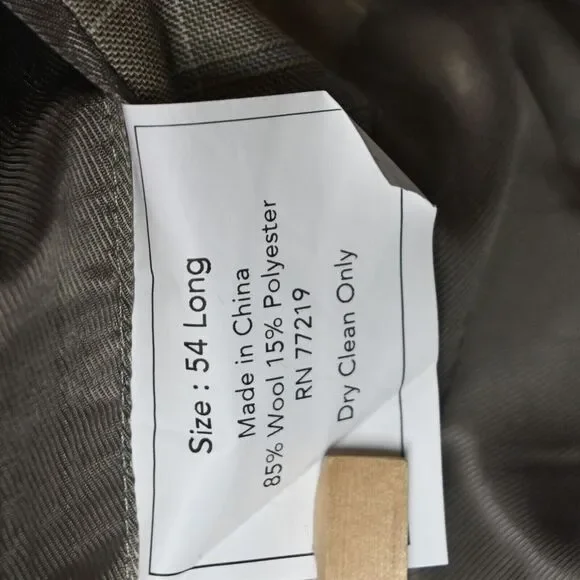 Size : 54 Long
Made in China
85% Wool 15% Polyester
RN 77219
Dry Clean Only